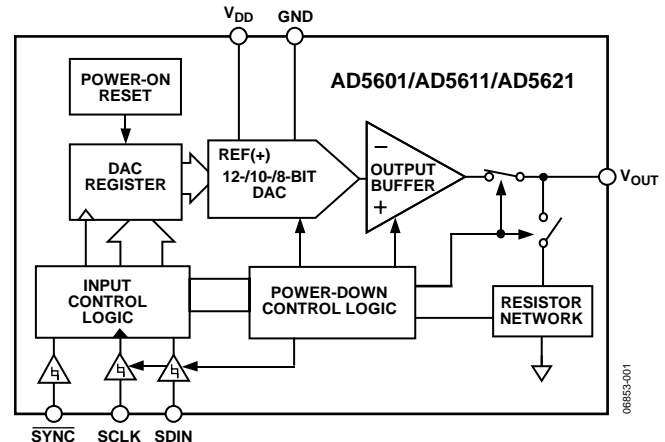 VDD
GND
AD5601/AD5611/AD5621
POWER-ON
RESET
DAC
REGISTER
REF(+)
12-/10-/8-BIT
DAC
−
OUTPUT
BUFFER
+
VOUT
INPUT
CONTROL
LOGIC
POWER-DOWN
CONTROL LOGIC
RESISTOR
NETWORK
SYNC
SCLK
SDIN
06853-001